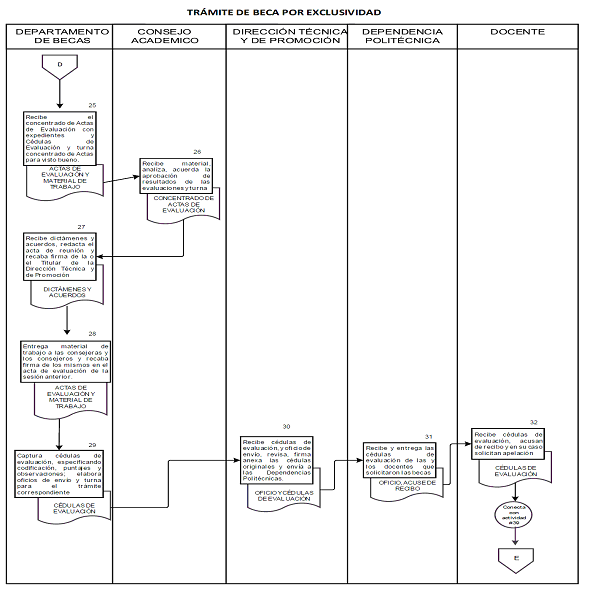 TRÁMITE DE BECA POR EXCLUSIVIDAD
DEPARTAMENTO
DE BECAS
CONSEJO
ACADEMICO
DIRECCIÓN TÉCNICA
Y DE PROMOCIÓN
DEPENDENCIA
POLITÉCNICA
DOCENTE
D
25
Recibe el
concentrado de Actas
de Evaluación con
expedientes y
Cédulas de
Evaluación y turna
concentrado de Actas
para visto bueno.
ACTAS DE
EVALUACIÓN Y
MATERIAL DE
TRABAJO
26
Recibe material,
analiza, acuerda la
aprobación de
resultados de las
evaluaciones y turna
CONCENTRADO DE
ACTAS DE
EVALUACIÓN
27
Recibe dictámenes y
acuerdos, redacta el
acta de reunión y
recaba firma de la o
el Titular de la
Dirección Técnica y
de Promoción
DICTÁMENES Y
ACUERDOS
28
Entrega material de
trabajo a las consejeras y
los consejeros y recaba
firma de los mismos en el
acta de evaluación de la
sesión anterior.
ACTAS DE
EVALUACIÓN Y
MATERIAL DE
TRABAJO
29
Captura cédulas de
evaluación, especificando
codificación, puntajes y
observaciones, elabora
oficios de envío y turna
para el trámite
correspondiente
CÉDULAS DE
EVALUACIÓN
30
Recibe cédulas de
evaluación, y oficio de
envío, revisa, firma
anexa las cédulas
originales y envía a
las Dependencias
Politécnicas.
OFICIO Y CÉDULAS
DE EVALUACIÓN
31
Recibe y entrega las
cédulas de
evaluación de las y
los docentes que
solicitaron las becas
OFICIO, ACUSE DE
RECIBO
32
Recibe cédulas de
evaluación, acusan
de recibo y en su caso
solicitan apelación
CÉDULAS DE
EVALUACIÓN
Conecta
con
actividad
#39
E